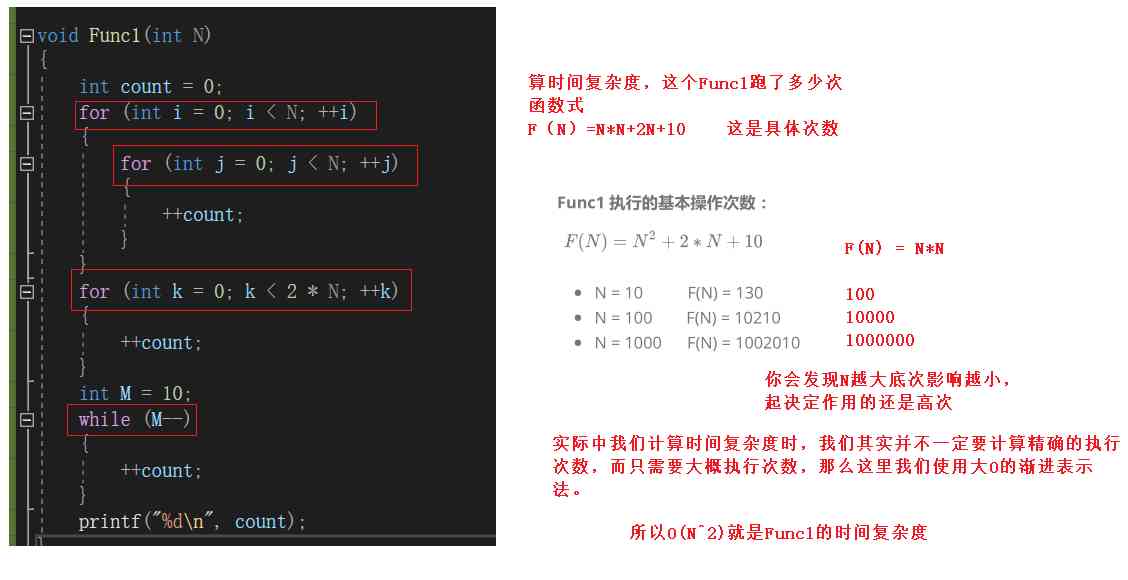 void Func1(int N)
{
int count = 0;
for (int i = 0; i < N; ++i)
{
for (int j = 0; j < N; ++j)
{
++count;
}
}
for (int k = 0; k < 2 * N; ++k)
{
++count;
}
int M = 10;
while (M--)
{
++count;
}
printf("%d\n", count);
}
算时间复杂度，这个Func1跑了多少次
函数式
F（N）=N*N+2N+10 这是具体次数
Func1 执行的基本操作次数：
F(N) = N² + 2 * N + 10
F(N) = N*N
• N = 10 F(N) = 130 100
• N = 100 F(N) = 10210 10000
• N = 1000 F(N) = 1002010 1000000
你会发现N越大底次影响越小，
起决定作用的还是高次
实际中我们计算时间复杂度时，我们其实并不一定要计算精确的执行
次数，而只需要大概执行次数，那么这里我们使用大O的渐进表示
法。
所以O(N^2)就是Func1的时间复杂度